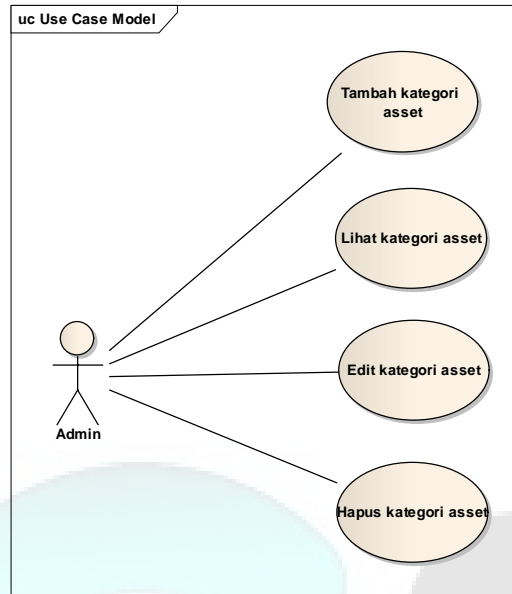 uc Use Case Model
Tambah kategori
asset
Lihat kategori asset
Edit kategori asset
Admin
Hapus kategori asset